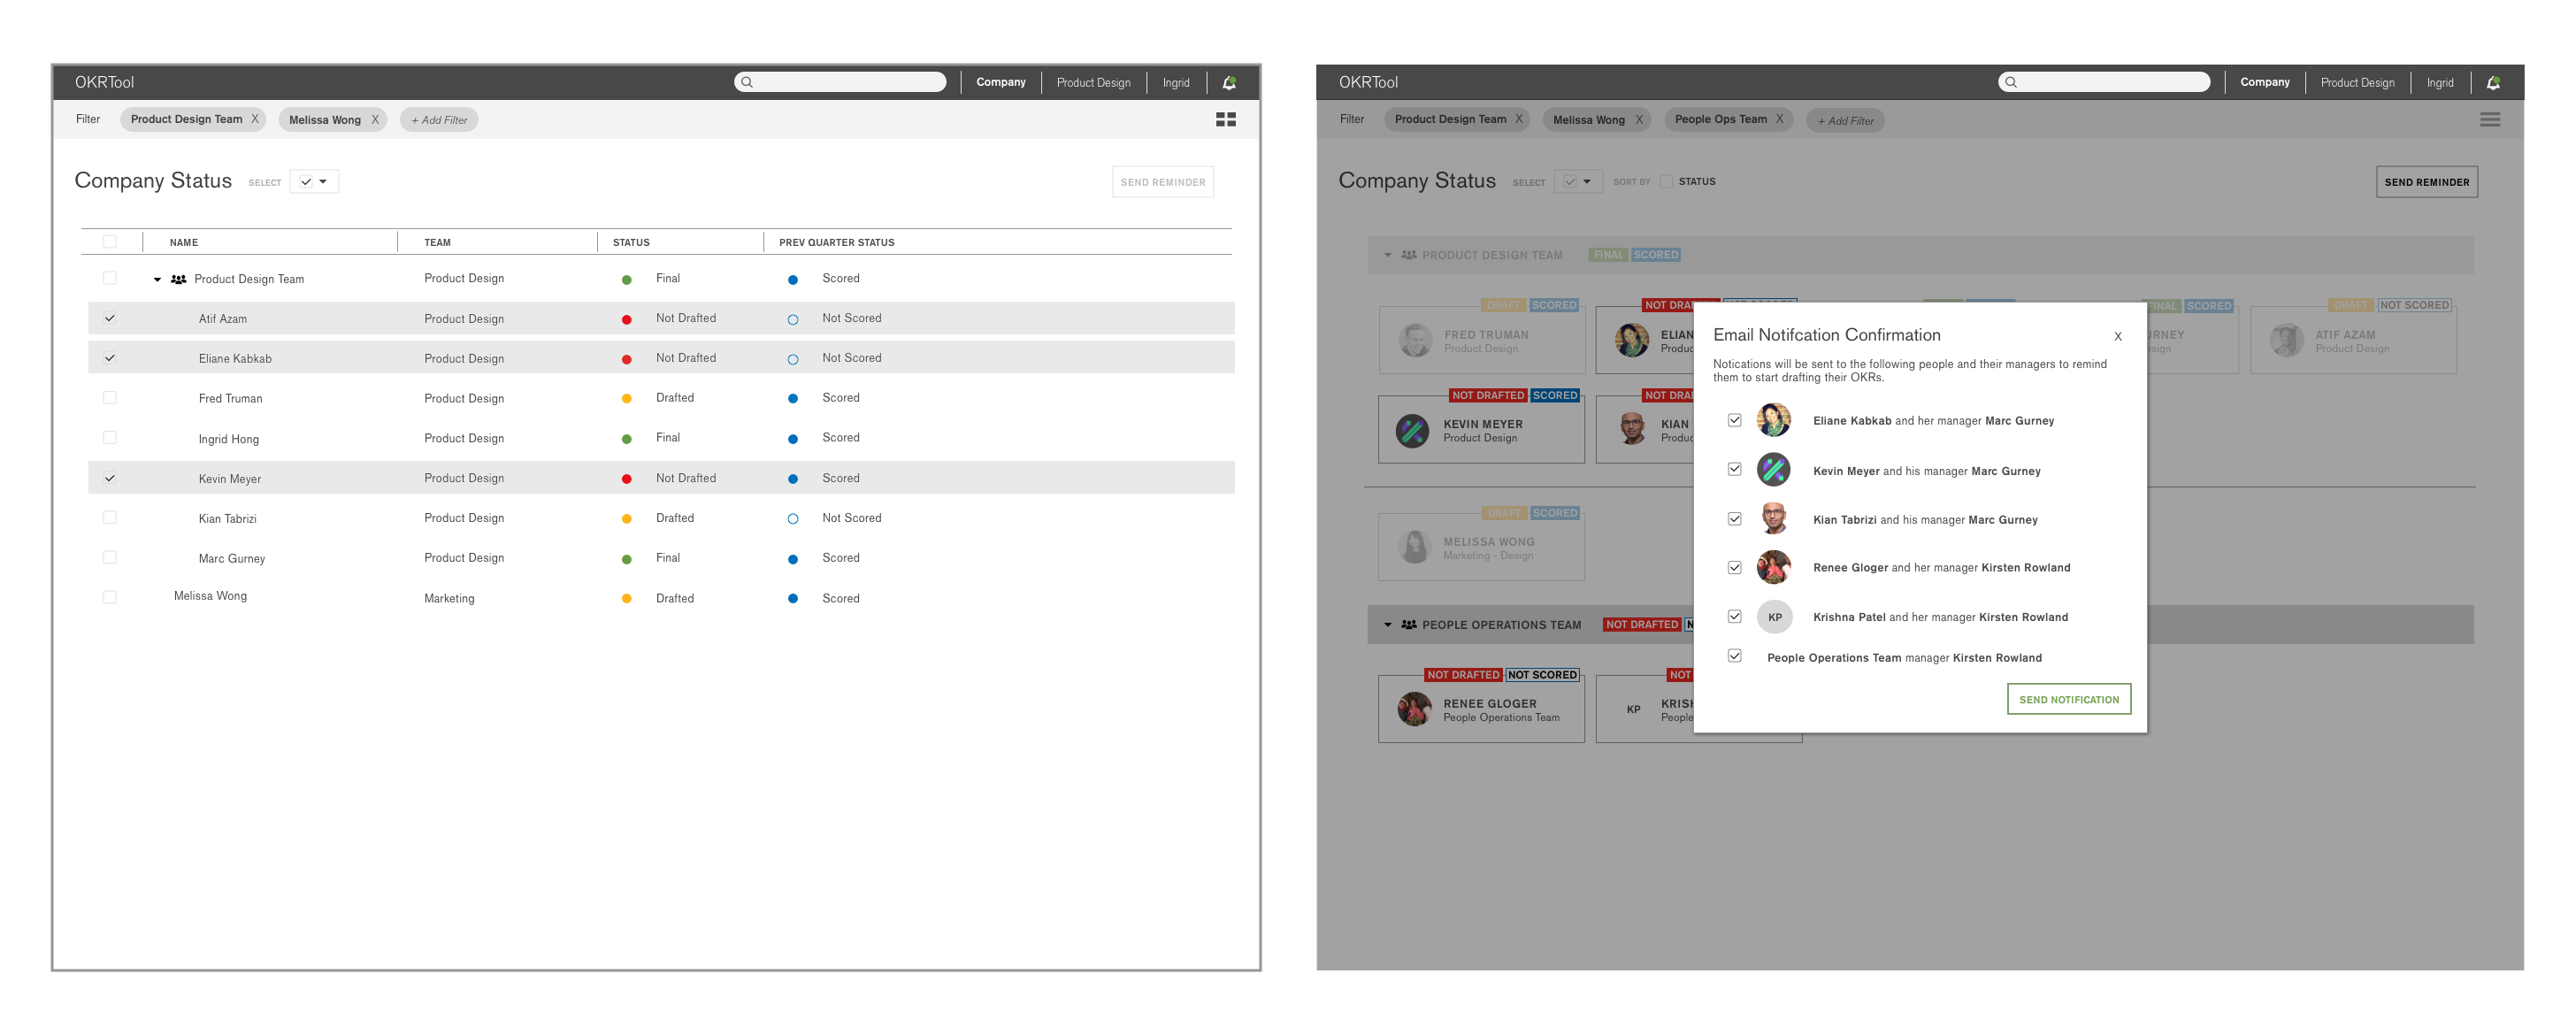 OKRTool
Company Product Design Ingrid
Filter Product Design Team X Melissa Wong X + Add Filter
Company Status SELECT SEND REMINDER
NAME TEAM STATUS PREV QUARTER STATUS
Product Design Team Product Design Final Scored
Atif Azam Product Design Not Drafted Not Scored
Eliane Kabkab Product Design Not Drafted Not Scored
Fred Truman Product Design Drafted Scored
Ingrid Hong Product Design Final Scored
Kevin Meyer Product Design Not Drafted Scored
Kian Tabrizi Product Design Drafted Not Scored
Marc Gurney Product Design Final Scored
Melissa Wong Marketing Drafted Scored
OKRTool
Company Product Design Ingrid
Filter Product Design Team X Melissa Wong X People Ops Team X + Add Filter
Company Status SELECT SORT BY STATUS SEND REMINDER
PRODUCT DESIGN TEAM FINAL SCORED
DRAFT SCORED
FRED TRUMAN
Product Design
NOT DRA
ELIAN
Produc
FINAL SCORED
URNEY
sign
DRAFT NOT SCORED
ATIF AZAM
Product Design
NOT DRAFTED SCORED
KEVIN MEYER
Product Design
NOT DRA
KIAN
Produc
DRAFT SCORED
MELISSA WONG
Marketing - Design
PEOPLE OPERATIONS TEAM NOT DRAFTED N
NOT DRAFTED NOT SCORED
RENEE GLOGER
People Operations Team
NOT
KP
KRISH
People
Email Notifcation Confirmation X
Notications will be sent to the following people and their managers to remind
them to start drafting their OKRs.
Eliane Kabkab and her manager Marc Gurney
Kevin Meyer and his manager Marc Gurney
Kian Tabrizi and his manager Marc Gurney
Renee Gloger and her manager Kirsten Rowland
KP Krishna Patel and her manager Kirsten Rowland
People Operations Team manager Kirsten Rowland
SEND NOTIFICATION